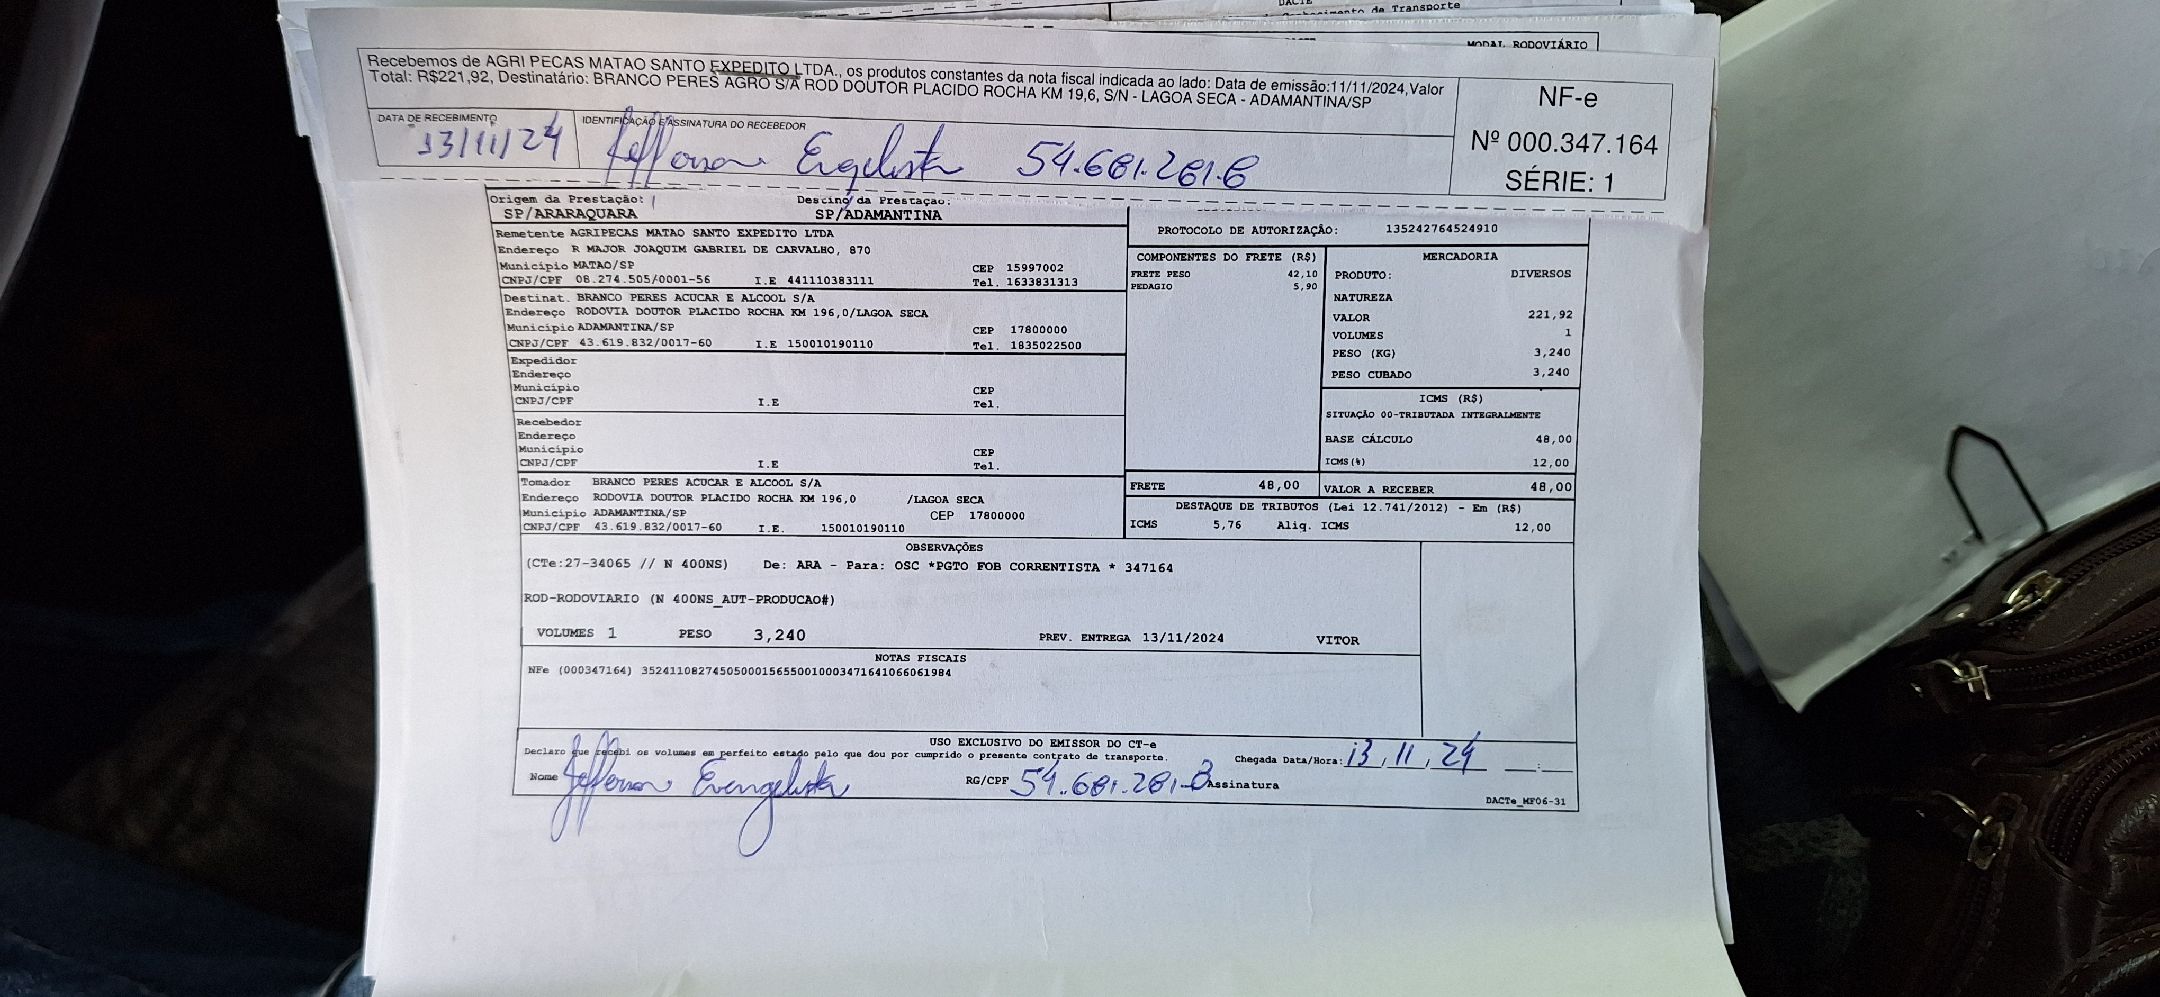 DACTE
de Transporte
MODAL RODOVIÁRIO
Recebemos de AGRI PECAS MATAO SANTO EXPEDITO LTDA., os produtos constantes da nota fiscal indicada ao lado: Data de emissão:11/11/2024,Valor
Total: R$221,92, Destinatário: BRANCO PERES AGRO S/A ROD DOUTOR PLACIDO ROCHA KM 19,6, S/N - LAGOA SECA - ADAMANTINA/SP
NF-e
Nº 000.347.164
SÉRIE: 1
DATA DE RECEBIMENTO
IDENTIFICAÇÃO E ASSINATURA DO RECEBEDOR
13/11/24
Jefferson
Origem da Prestação:
Destino da Prestação:
SP/ARARAQUARA
SP/ADAMANTINA
Remetente AGRIPECAS MATAO SANTO EXPEDITO LTDA
Endereço R MAJOR JOAQUIM GABRIEL DE CARVALHO, 870
Município MATAO/SP CEP 15997002
CNPJ/CPF 08.274.505/0001-56 I.E 441110383111 Tel. 1633831313
Destinat. BRANCO PERES ACUCAR E ALCOOL S/A
Endereço RODOVIA DOUTOR PLACIDO ROCHA KM 196,0/LAGOA SECA
Município ADAMANTINA/SP CEP 17800000
CNPJ/CPF 43.619.832/0017-60 I.E 150010190110 Tel. 1835022500
Expedidor
Endereço
Município CEP
CNPJ/CPF I.E Tel.
Recebedor
Endereço
Município CEP
CNPJ/CPF I.E Tel.
Tomador BRANCO PERES ACUCAR E ALCOOL S/A
Endereço RODOVIA DOUTOR PLACIDO ROCHA KM 196,0 /LAGOA SECA
Município ADAMANTINA/SP CEP 17800000
CNPJ/CPF 43.619.832/0017-60 I.E. 150010190110
PROTOCOLO DE AUTORIZAÇÃO: 135242764524910
COMPONENTES DO FRETE (R$)
FRETE PESO 42,10
PEDAGIO 5,90
MERCADORIA
PRODUTO: DIVERSOS
NATUREZA
VALOR 221,92
VOLUMES 1
PESO (KG) 3,240
PESO CUBADO 3,240
ICMS (R$)
SITUAÇÃO 00-TRIBUTADA INTEGRALMENTE
BASE CÁLCULO 48,00
ICMS(%) 12,00
FRETE 48,00 VALOR A RECEBER 48,00
DESTAQUE DE TRIBUTOS (Lei 12.741/2012) - Em (R$)
ICMS 5,76 Aliq. ICMS 12,00
OBSERVAÇÕES
(CTe:27-34065 // N 400NS) De: ARA - Para: OSC *PGTO FOB CORRENTISTA * 347164
ROD-RODOVIARIO (N 400NS_AUT-PRODUCAO#)
VOLUMES 1 PESO 3,240 PREV. ENTREGA 13/11/2024 VITOR
NOTAS FISCAIS
NFe (000347164) 35241108274505000156550010003471641066061984
USO EXCLUSIVO DO EMISSOR DO CT-e
Declaro que recebi os volumes em perfeito estado pelo que dou por cumprido o presente contrato de transporte.
Chegada Data/Hora: 13,11,24 __:__
Nome Jefferson Evangelista RG/CPF Assinatura
DACTe_MF06-31